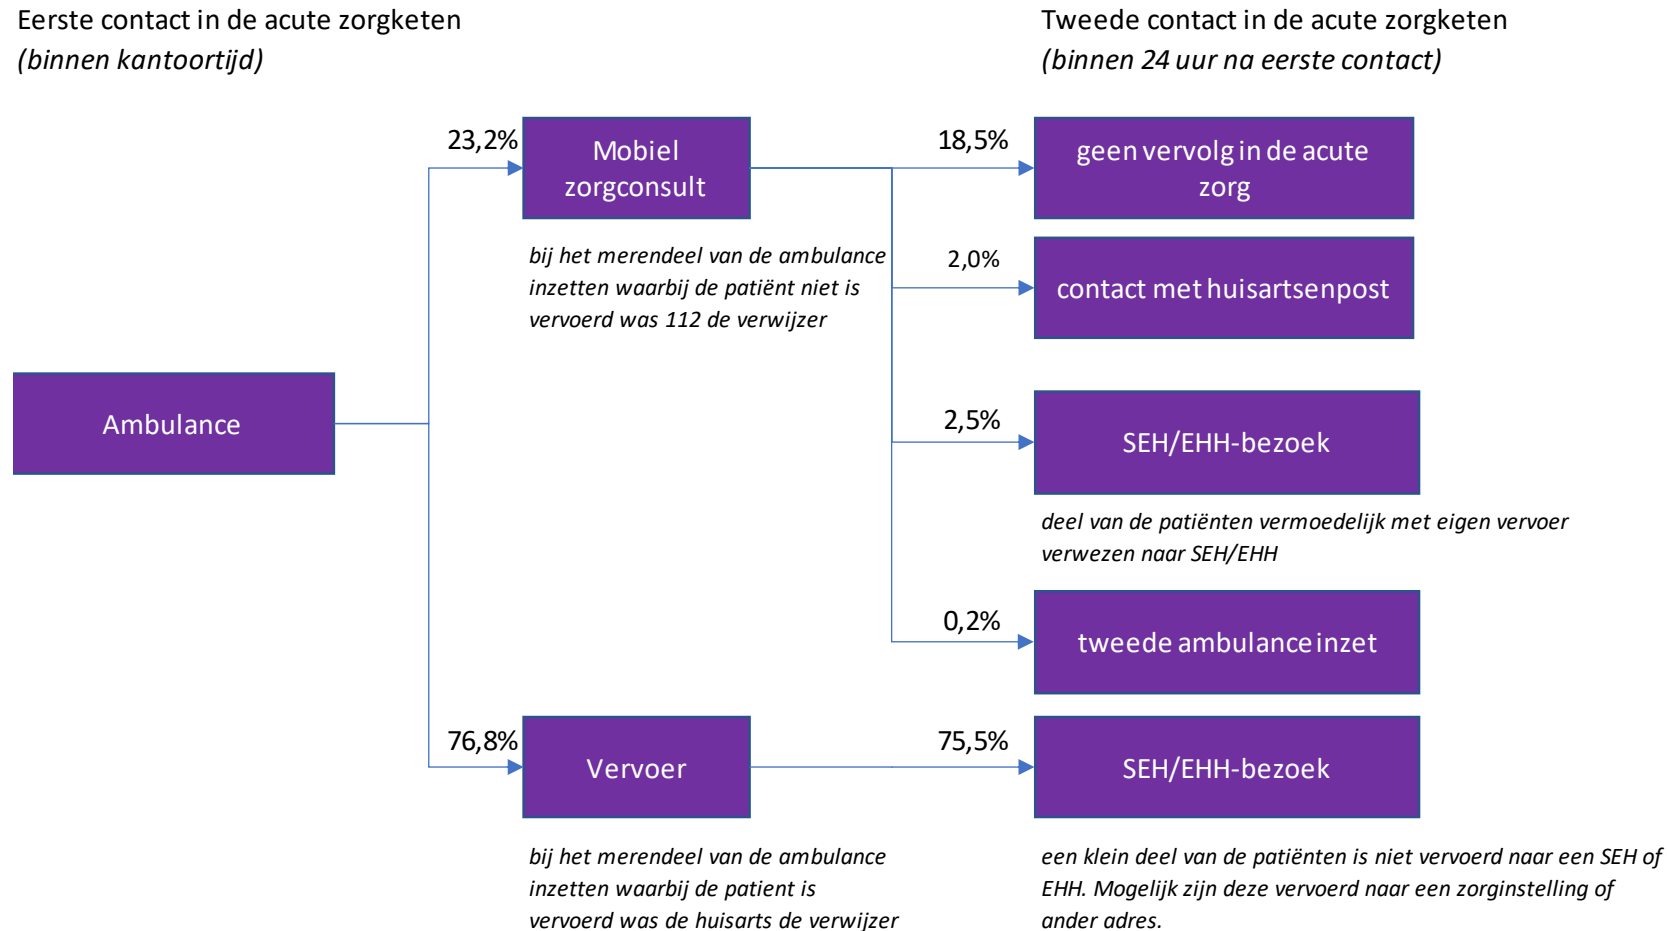 Eerste contact in de acute zorgketen
(binnen kantoortijd)
Tweede contact in de acute zorgketen
(binnen 24 uur na eerste contact)
23,2%
Mobiel
zorgconsult
18,5%
geen vervolg in de acute
zorg
bij het merendeel van de ambulance
inzetten waarbij de patiënt niet is
vervoerd was 112 de verwijzer
2,0%
contact met huisartsenpost
Ambulance
2,5%
SEH/EHH-bezoek
deel van de patiënten vermoedelijk met eigen vervoer
verwezen naar SEH/EHH
0,2%
tweede ambulance inzet
76,8%
Vervoer
75,5%
SEH/EHH-bezoek
bij het merendeel van de ambulance
inzetten waarbij de patient is
vervoerd was de huisarts de verwijzer
een klein deel van de patiënten is niet vervoerd naar een SEH of
EHH. Mogelijk zijn deze vervoerd naar een zorginstelling of
ander adres.